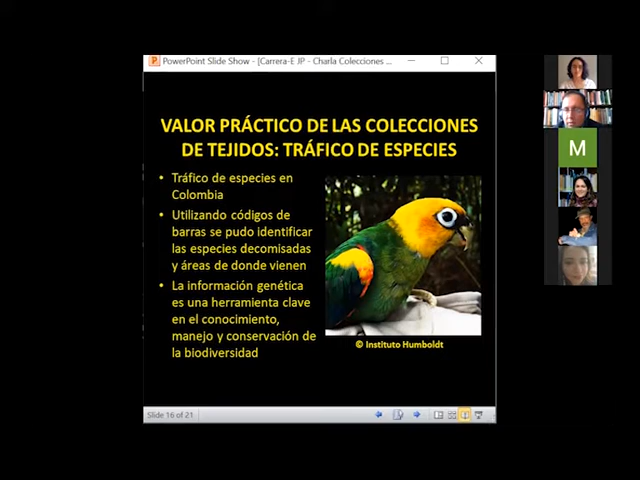 PowerPoint Slide Show - [Carrera-E JP - Charla Colecciones ...
VALOR PRÁCTICO DE LAS COLECCIONES
DE TEJIDOS: TRÁFICO DE ESPECIES
• Tráfico de especies en
Colombia
• Utilizando códigos de
barras se pudo identificar
las especies decomisadas
y áreas de donde vienen
• La información genética
es una herramienta clave
en el conocimiento,
manejo y conservación de
la biodiversidad
© Instituto Humboldt
Slide 16 of 21
M